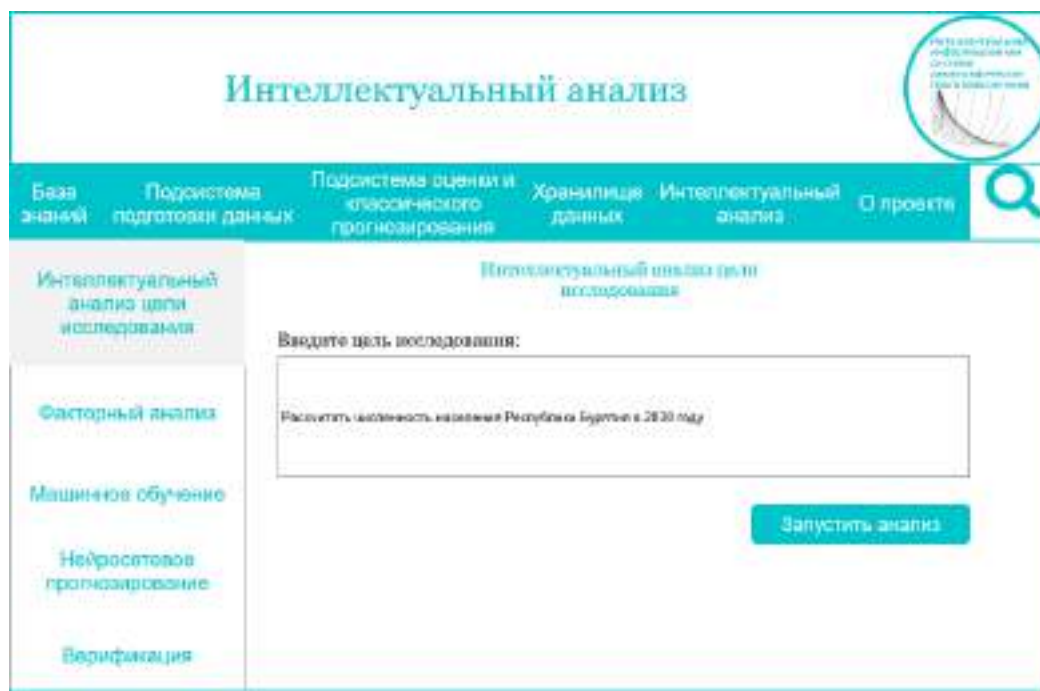 Интеллектуальный анализ
База
знаний
Подсистема
подготовки данных
Подсистема оценки и
классического
прогнозирования
Хранилище
данных
Интеллектуальный
анализ
О проекте
Интеллектуальный
анализ цели
исследования
Факторный анализ
Машинное обучение
Нейросетевое
прогнозирование
Верификация
Интеллектуальный анализ цели
исследования
Введите цель исследования:
Рассчитать численность населения Республика Бурятия в 2030 году
Запустить анализ